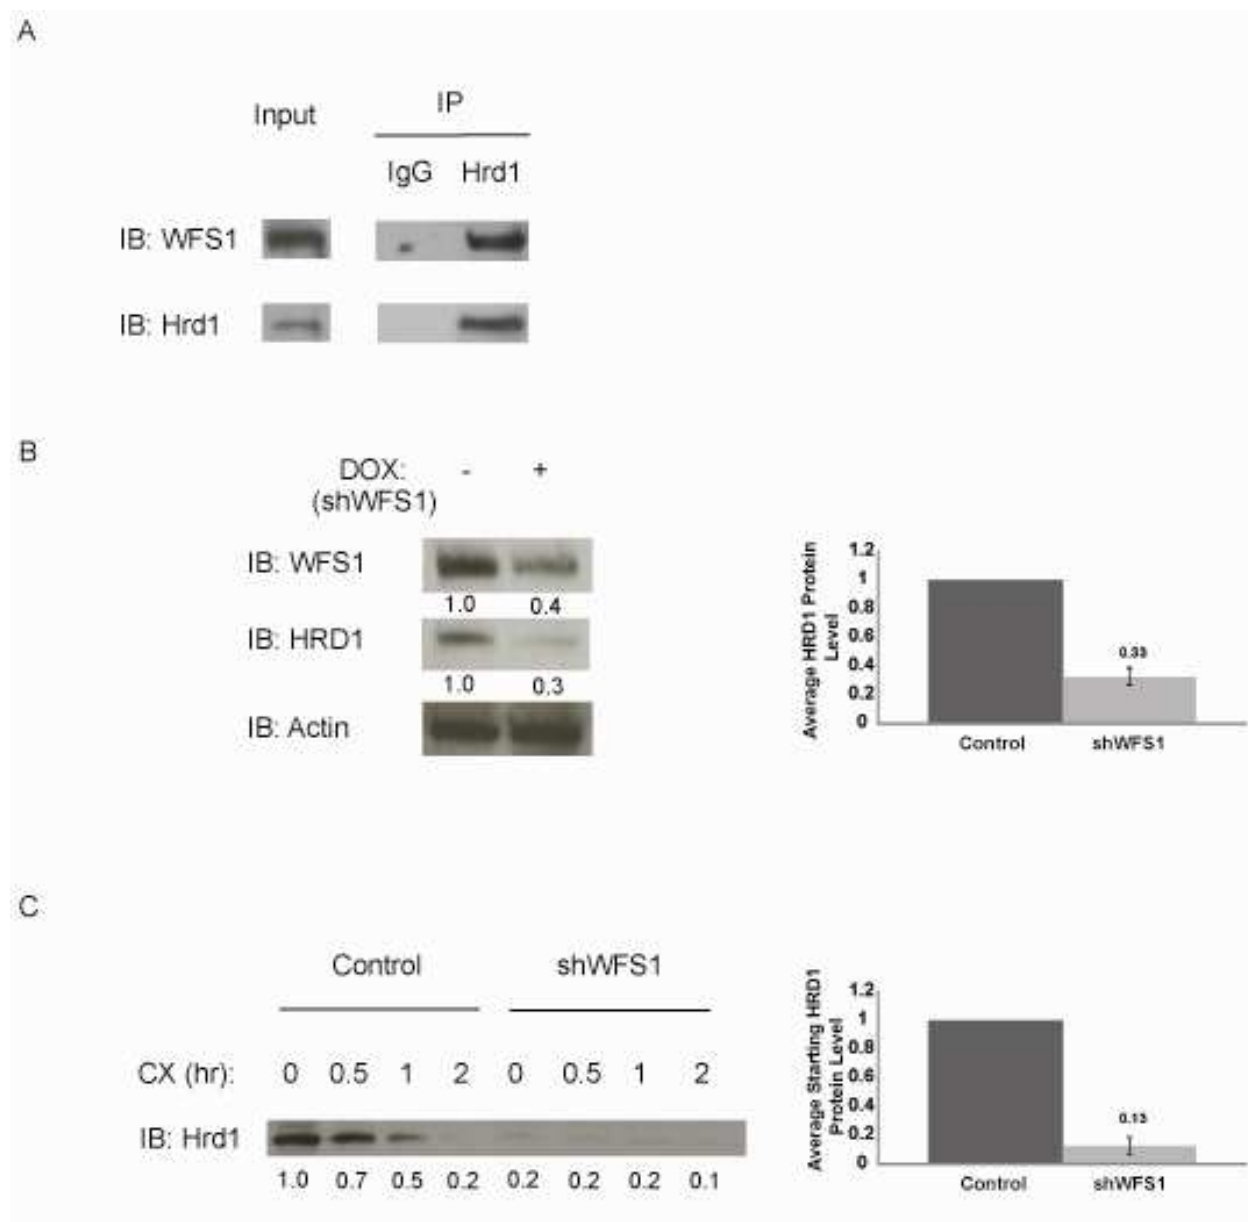 A
Input
IP
IgG Hrd1
IB: WFS1
IB: Hrd1
B
DOX: - +
(shWFS1)
IB: WFS1
1.0 0.4
IB: HRD1
1.0 0.3
IB: Actin
Average HRD1 Protein
Level
1.2
1
0.8
0.6
0.4
0.2
0
0.33
Control shWFS1
C
Control shWFS1
CX (hr): 0 0.5 1 2 0 0.5 1 2
IB: Hrd1
1.0 0.7 0.5 0.2 0.2 0.2 0.2 0.1
Average Starting HRD1
Protein Level
1.2
1
0.8
0.6
0.4
0.2
0
0.13
Control shWFS1